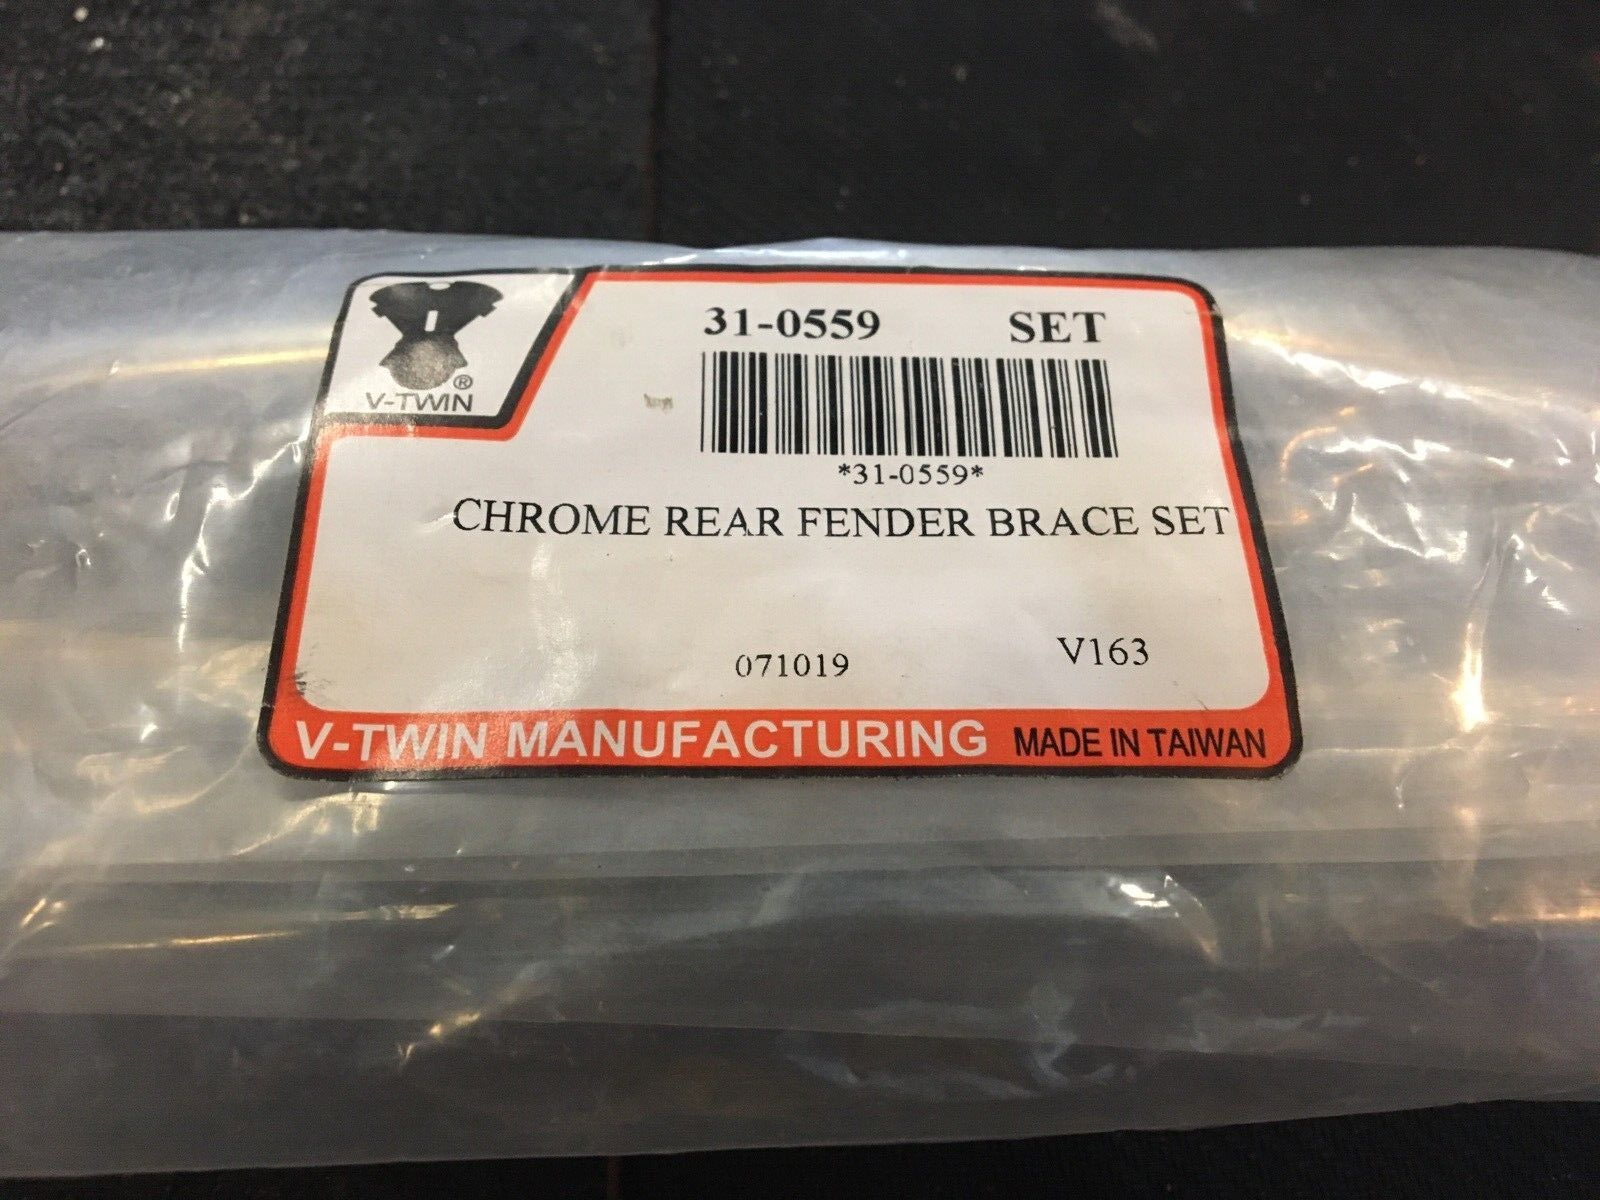 V-TWIN®
31-0559 SET
*31-0559*
CHROME REAR FENDER BRACE SET
071019 V163
V-TWIN MANUFACTURING MADE IN TAIWAN